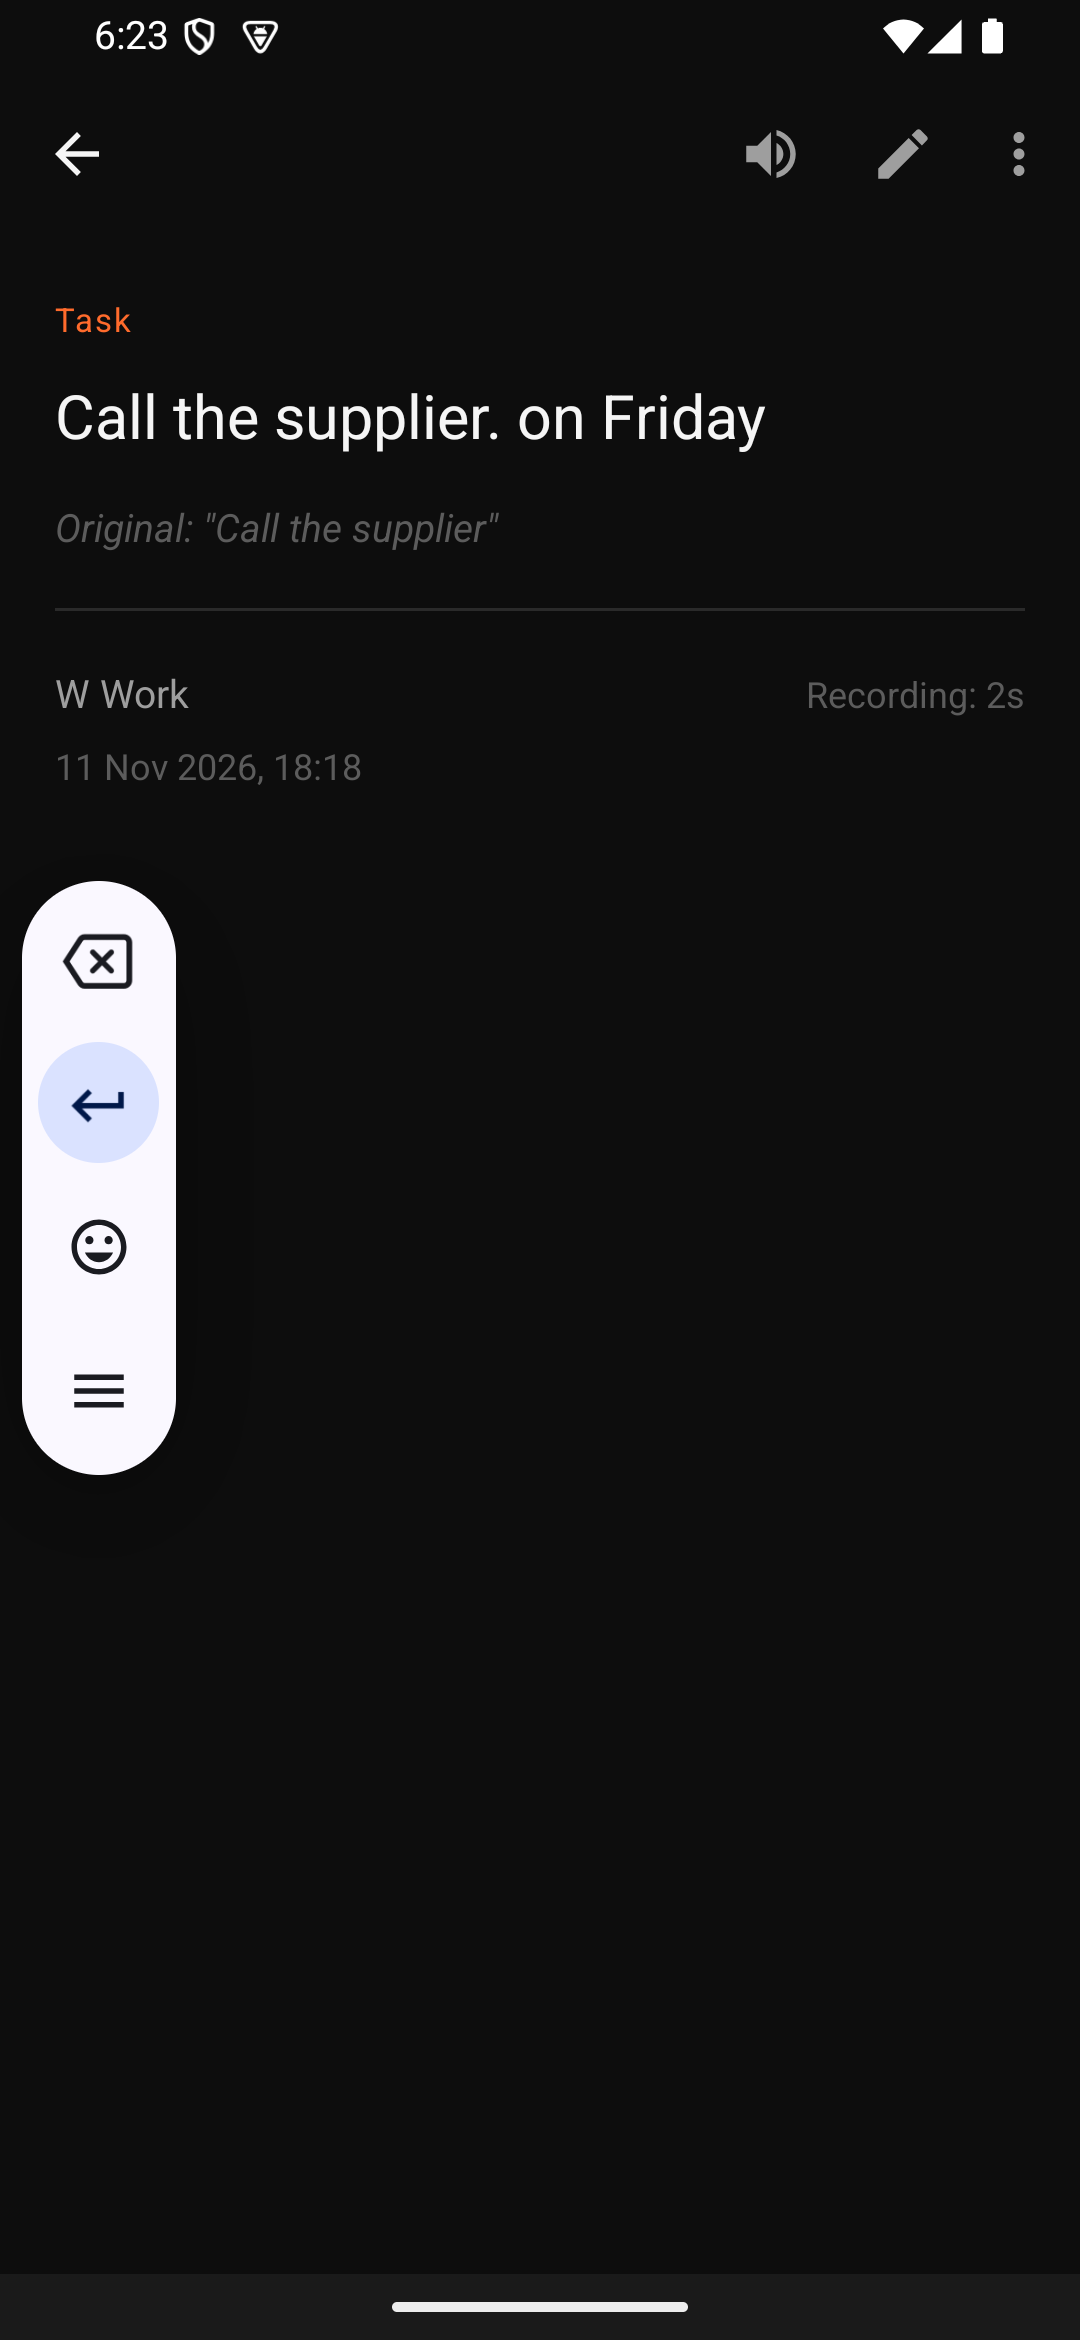 6:23
Task
Call the supplier. on Friday
Original: "Call the supplier"
W Work
Recording: 2s
11 Nov 2026, 18:18